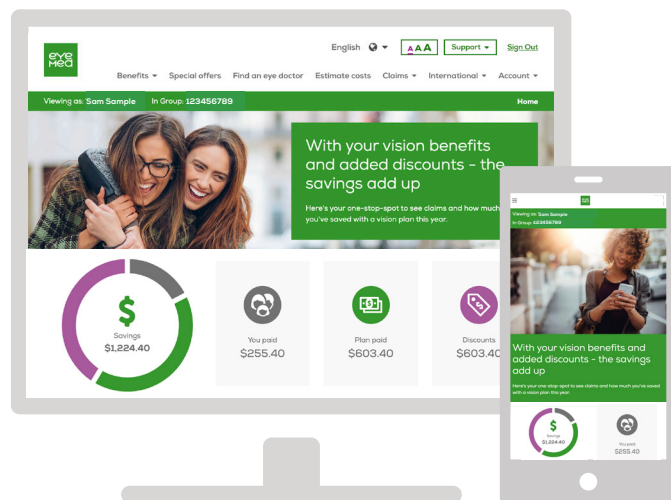 eye
med
English
AAA
Support
Sign Out
Benefits
Special offers
Find an eye doctor
Estimate costs
Claims
International
Account
Viewing as: Sam Sample
In Group: 123456789
Home
With your vision benefits
and added discounts - the
savings add up
Here's your one-stop-spot to see claims and how much
you've saved with a vision plan this year.
$
Savings
$1,224.40
You paid
$255.40
Plan paid
$603.40
Discounts
$603.40
Viewing as: Sam Sample
In Group: 123456789
With your vision benefits and
added discounts - the savings
add up
Here's your one-stop-spot to see claims and how much you've saved
with a vision plan this year.
$
Savings
$1,224.40
You paid
$255.40